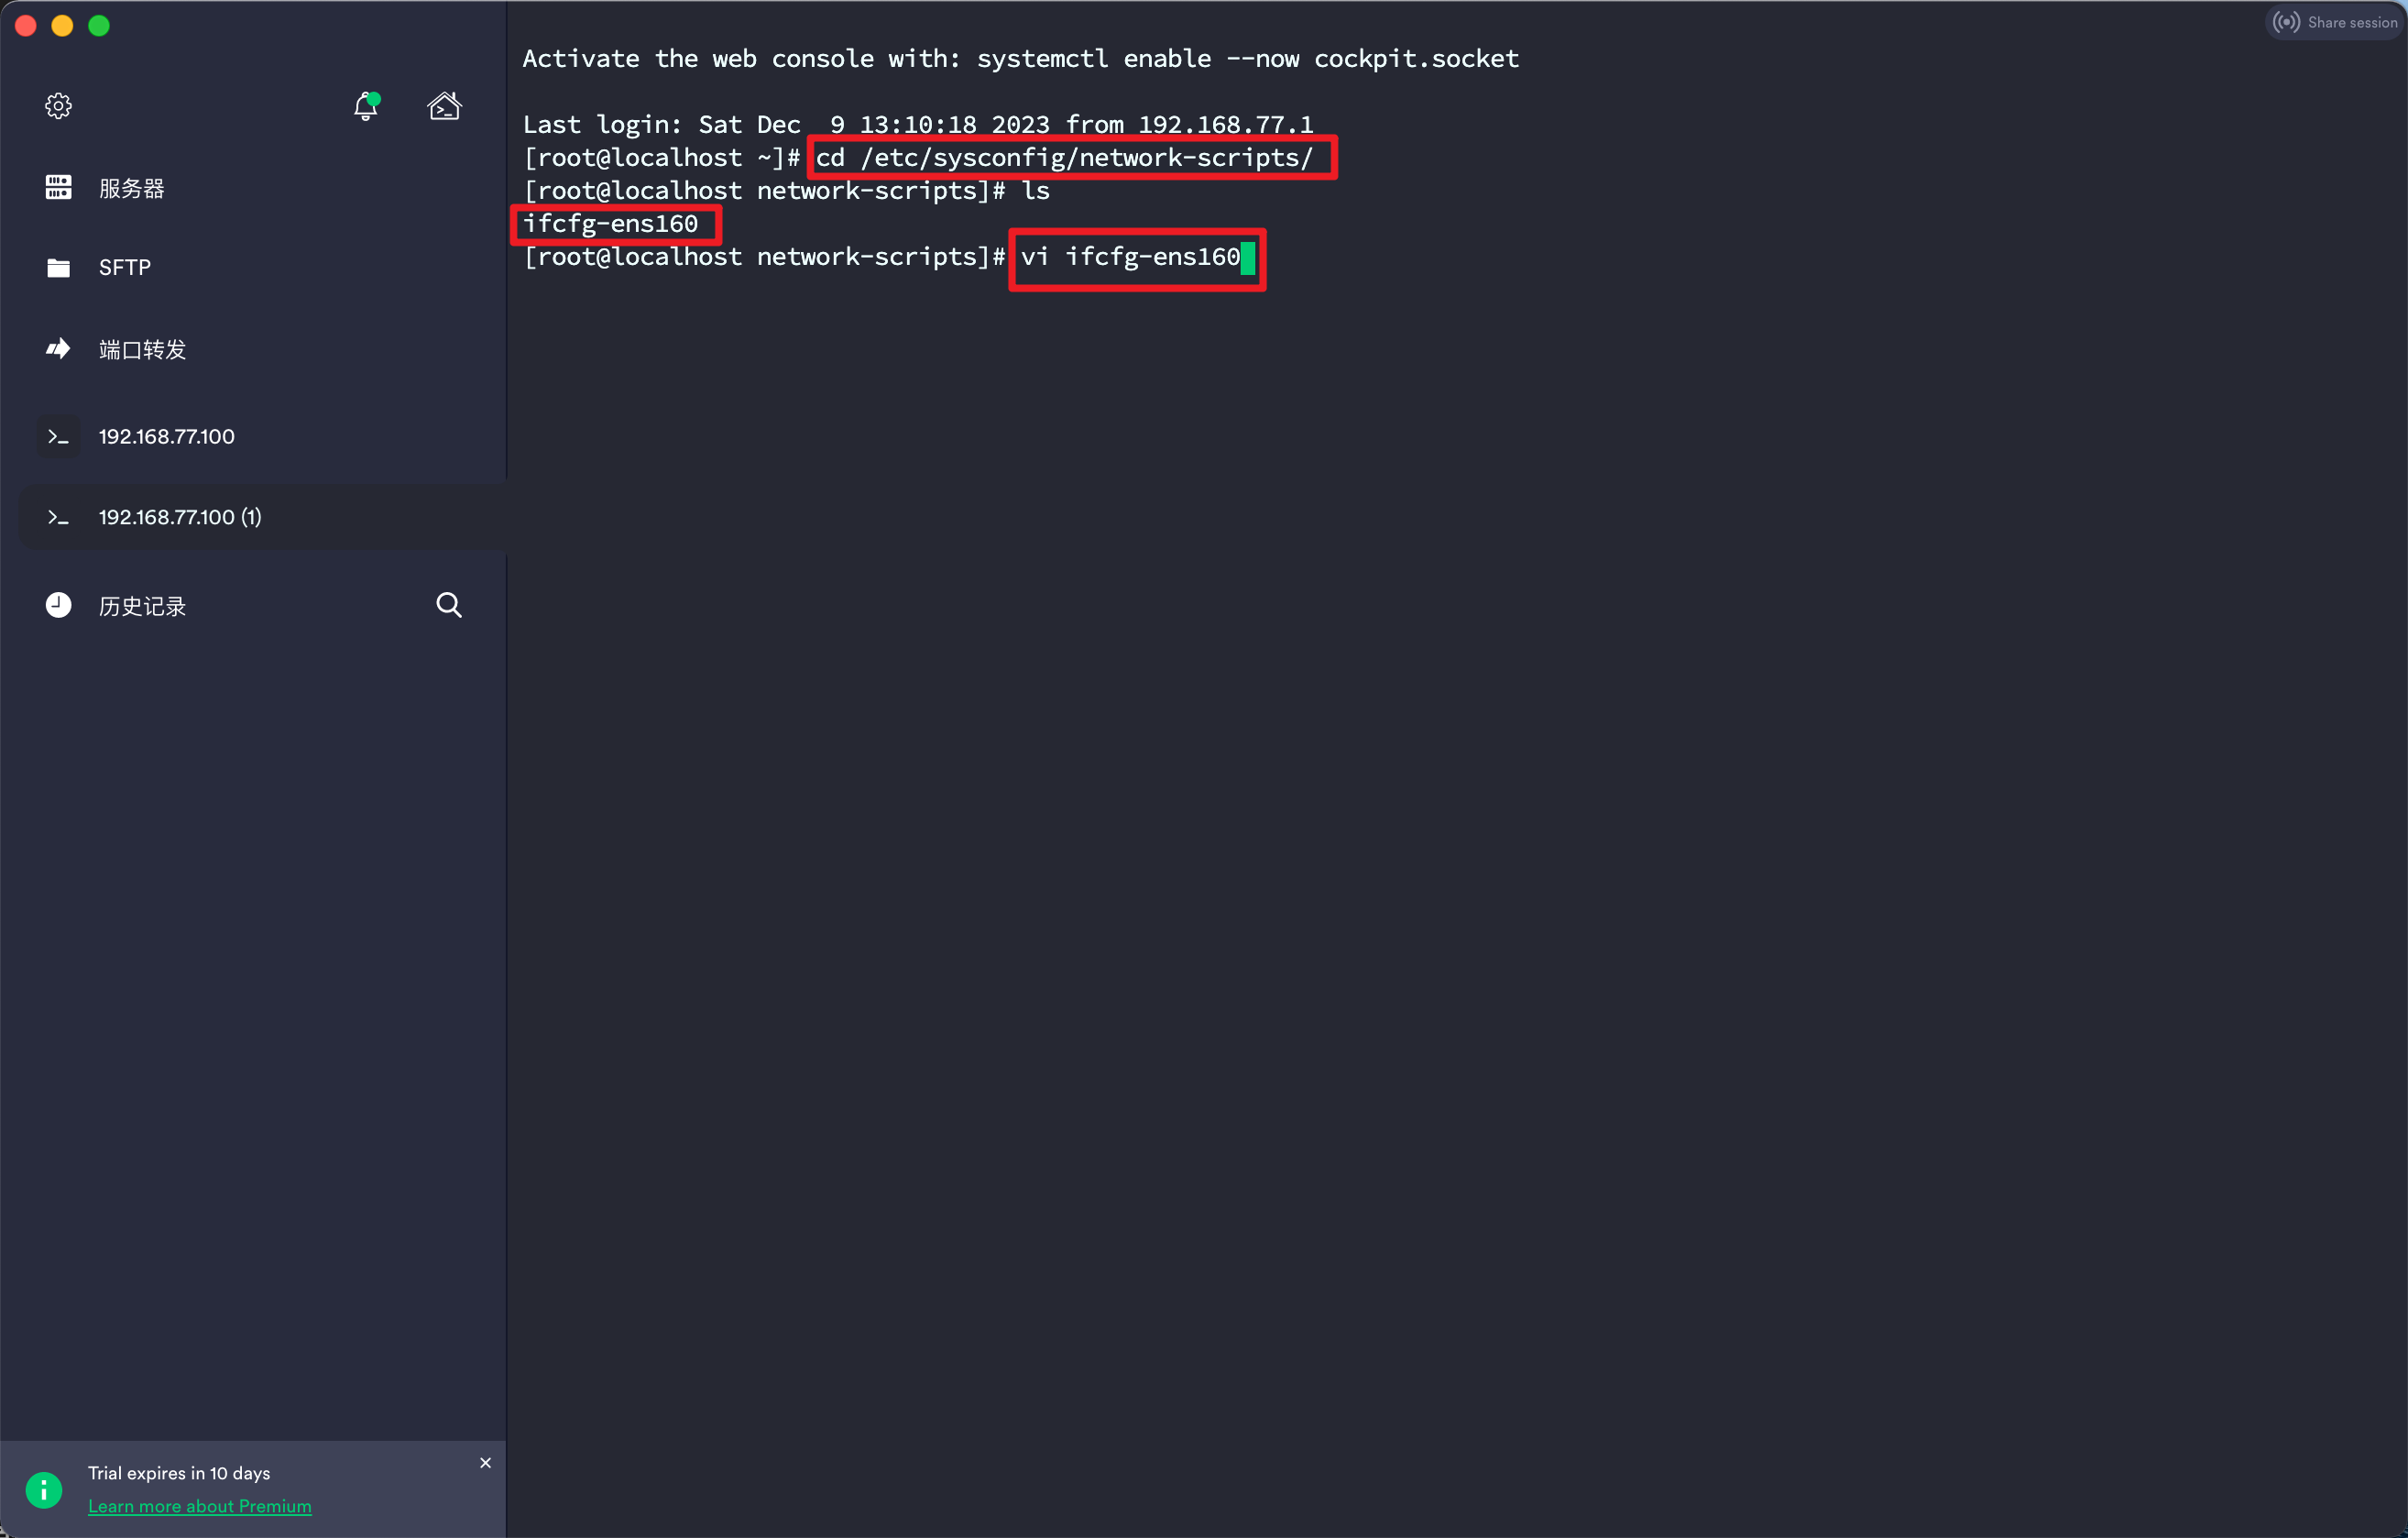 Share session
服务器
SFTP
端口转发
192.168.77.100
192.168.77.100 (1)
历史记录
Trial expires in 10 days
Learn more about Premium
Activate the web console with: systemctl enable --now cockpit.socket
Last login: Sat Dec  9 13:10:18 2023 from 192.168.77.1
[root@localhost ~]# cd /etc/sysconfig/network-scripts/
[root@localhost network-scripts]# ls
ifcfg-ens160
[root@localhost network-scripts]# vi ifcfg-ens160